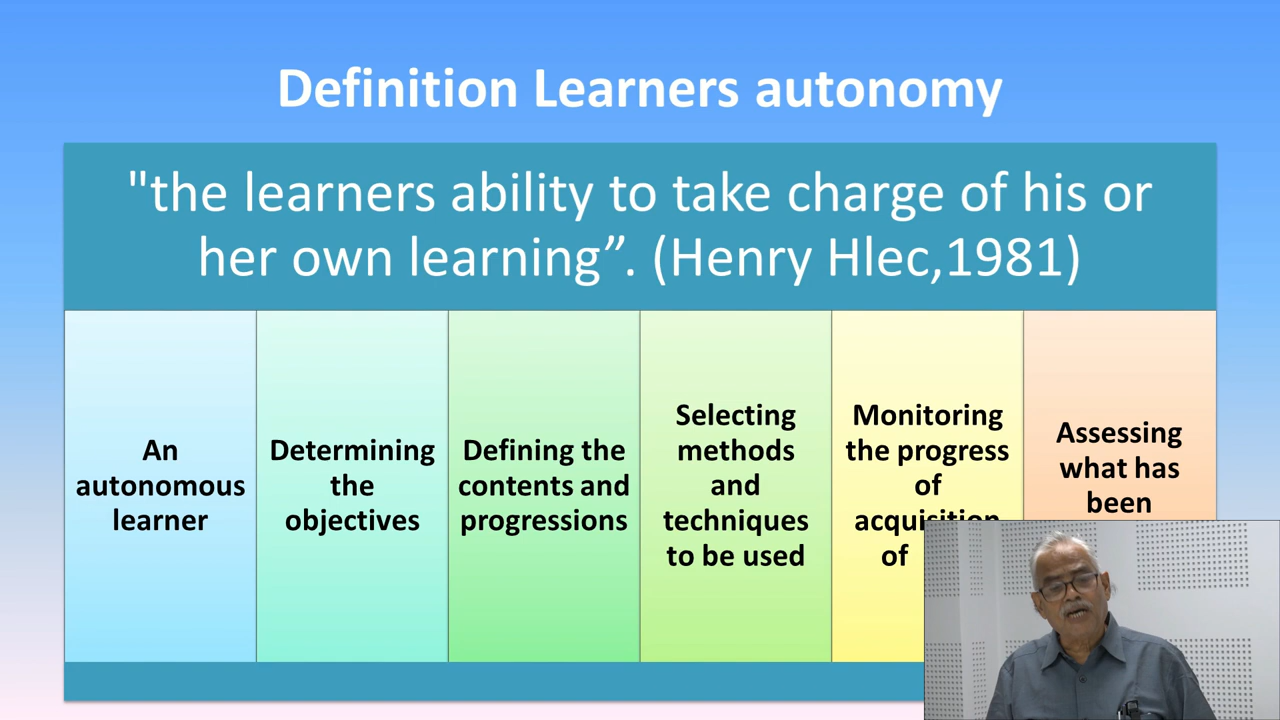 Definition Learners autonomy
"the learners ability to take charge of his or
her own learning”. (Henry Hlec,1981)
An
autonomous
learner
Determining
the
objectives
Defining the
contents and
progressions
Selecting
methods
and
techniques
to be used
Monitoring
the progress
of
acquisition
of
Assessing
what has
been